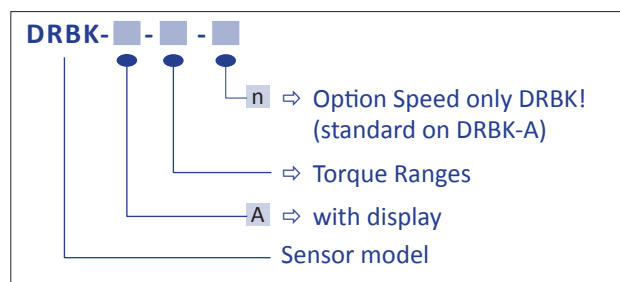 DRBK- - -
n ⇨ Option Speed only DRBK!
(standard on DRBK-A)
⇨ Torque Ranges
A ⇨ with display
Sensor model